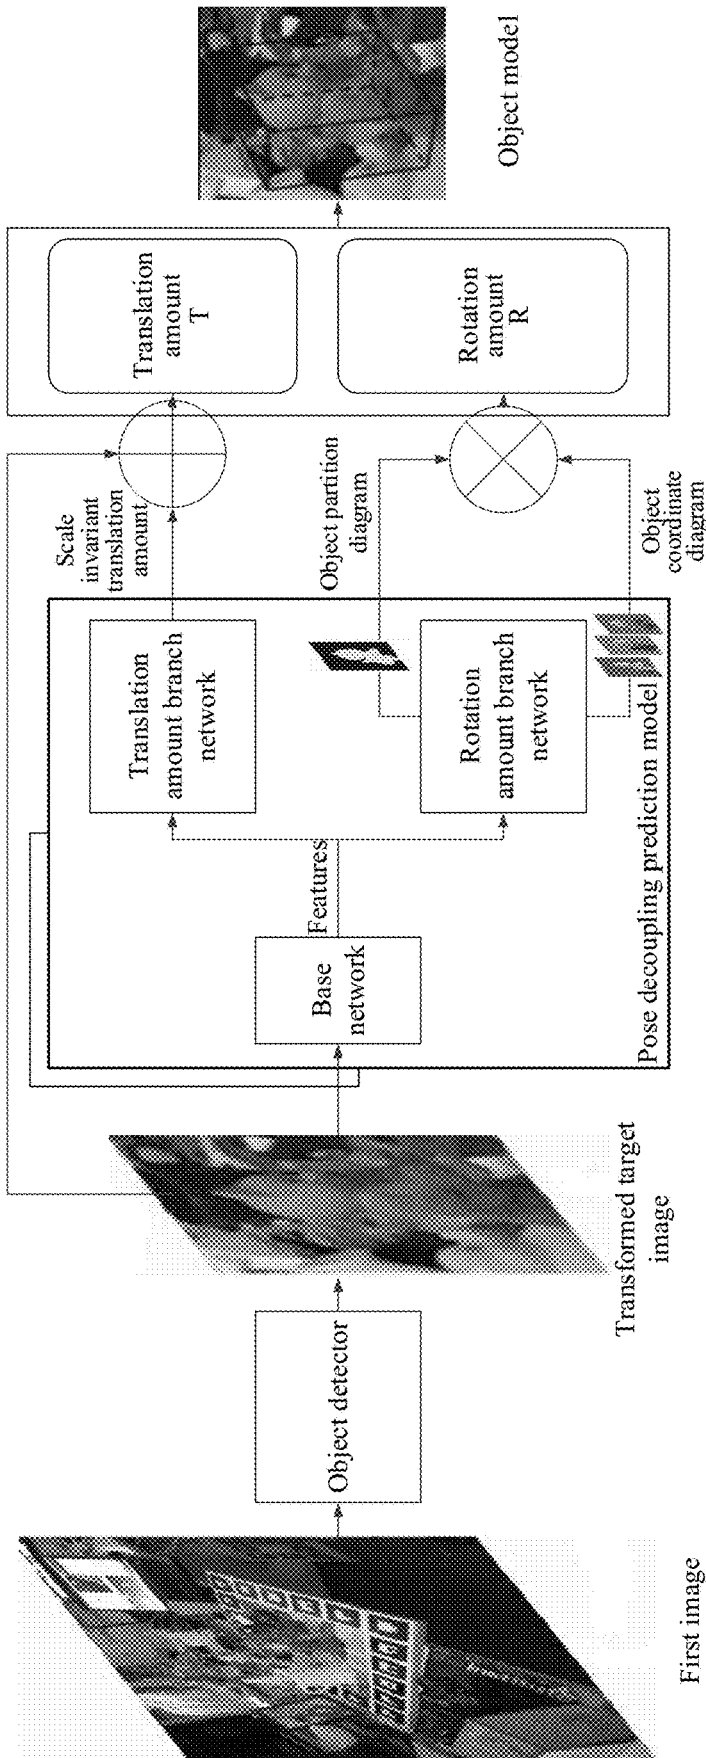 First image
Object detector
Transformed target
image
Base
network
Features
Translation
amount branch
network
Rotation
amount branch
network
Pose decoupling prediction model
Scale
invariant
translation
amount
Object partition
diagram
Object
coordinate
diagram
Translation
amount
T
Rotation
amount
R
Object model